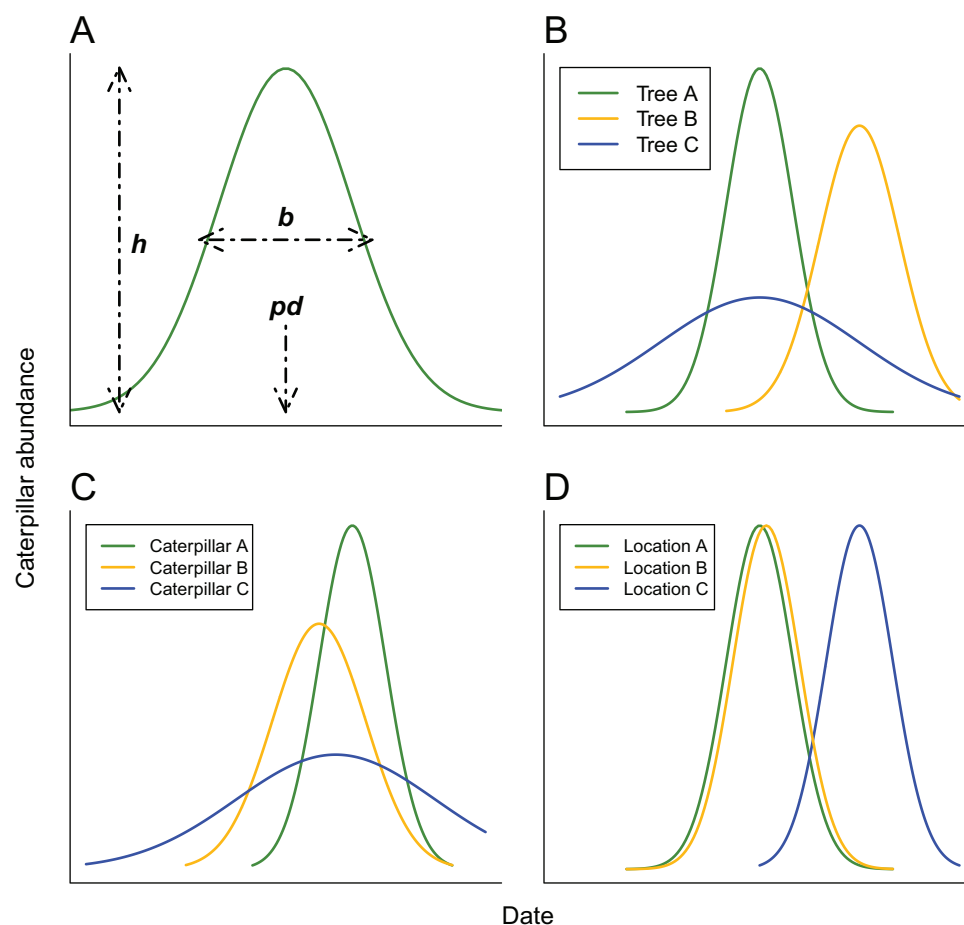 A
h
b
pd
B
Tree A
Tree B
Tree C
Caterpillar abundance
C
Caterpillar A
Caterpillar B
Caterpillar C
D
Location A
Location B
Location C
Date